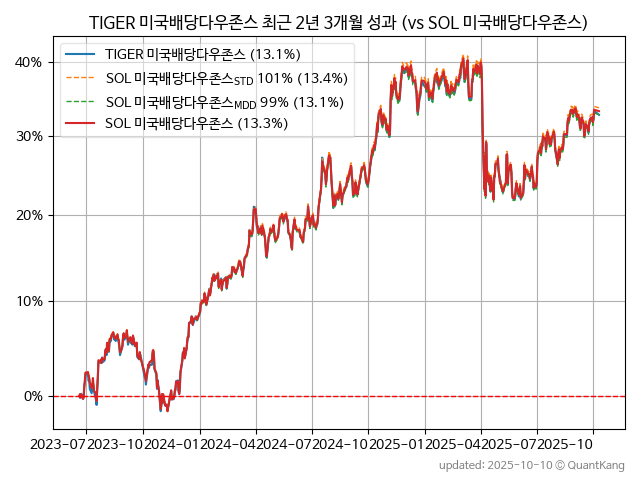 TIGER 미국배당다우존스 최근 2년 3개월 성과 (vs SOL 미국배당다우존스)
TIGER 미국배당다우존스 (13.1%)
SOL 미국배당다우존스STD 101% (13.4%)
SOL 미국배당다우존스MDD 99% (13.1%)
SOL 미국배당다우존스 (13.3%)
40%
30%
20%
10%
0%
2023-07 2023-10 2024-01 2024-04 2024-07 2024-10 2025-01 2025-04 2025-07 2025-10
updated: 2025-10-10 © QuantKang